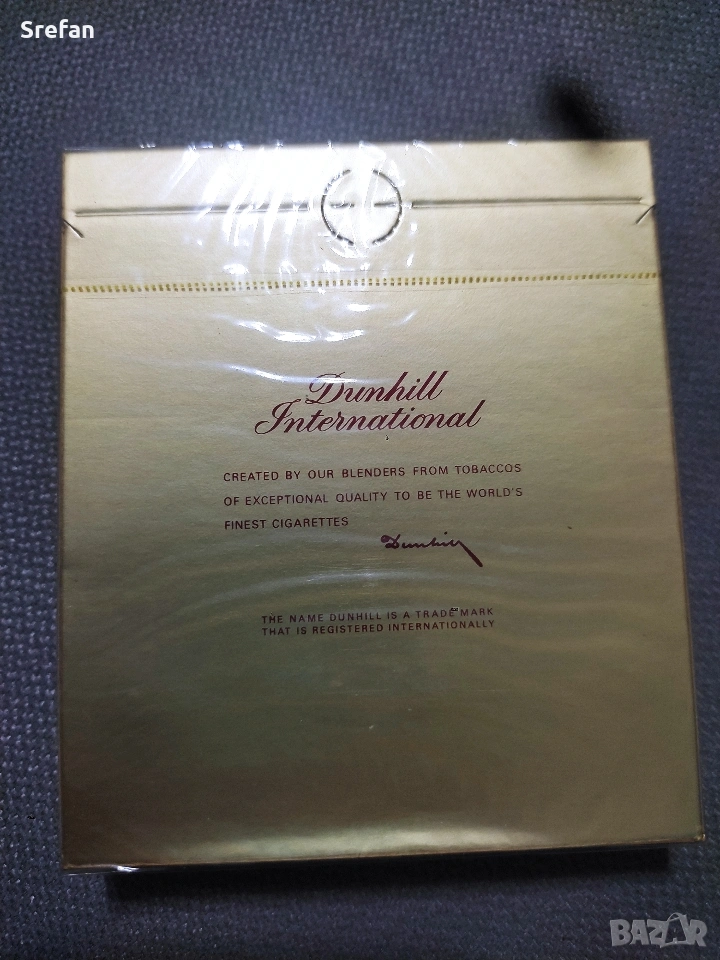 Srefan
Dunhill
International
CREATED BY OUR BLENDERS FROM TOBACCOS
OF EXCEPTIONAL QUALITY TO BE THE WORLD'S
FINEST CIGARETTES
Dunhill
THE NAME DUNHILL IS A TRADE MARK
THAT IS REGISTERED INTERNATIONALLY
BAZAR